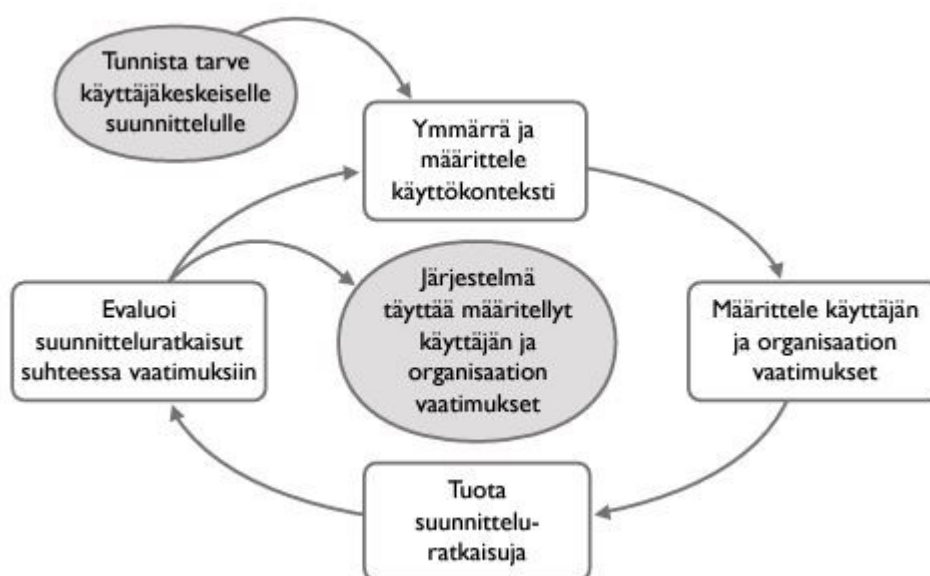 Tunnista tarve
käyttäjäkeskeiselle
suunnittelulle
Ymmärrä ja
määrittele
käyttökonteksti
Järjestelmä
täyttää määritellyt
käyttäjän ja
organisaation
vaatimukset
Evaluoi
suunnitteluratkaisut
suhteessa vaatimuksiin
Määrittele käyttäjän
ja organisaation
vaatimukset
Tuota
suunnittelu-
ratkaisuja